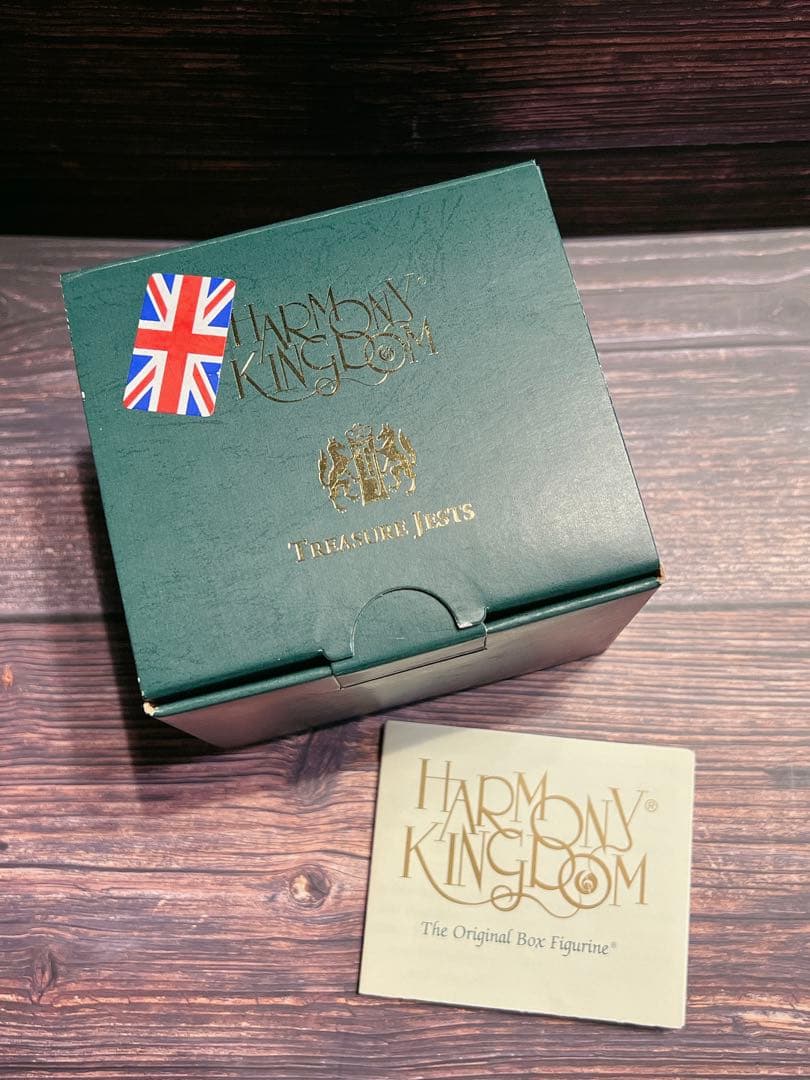 HARMONY®
KINGDOM
TREASURE JESTS
HARMONY®
KINGDOM
The Original Box Figurine®